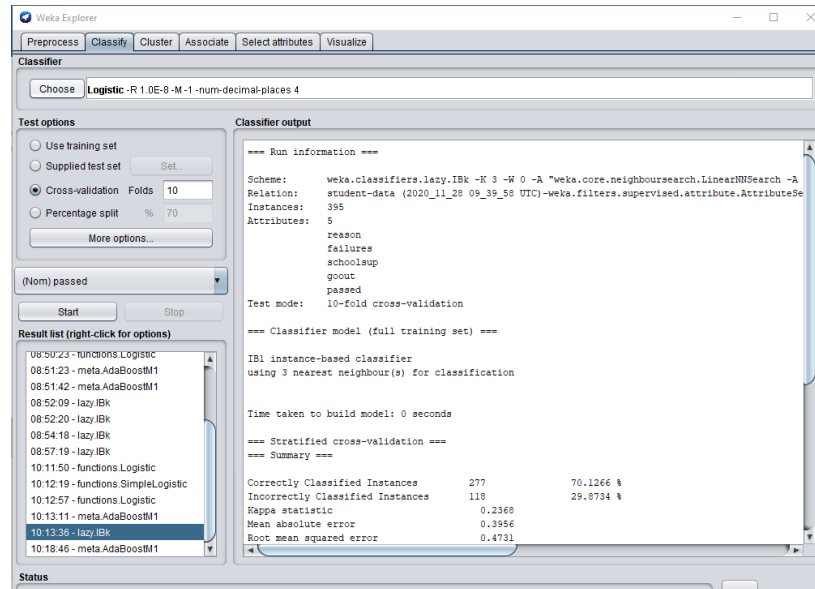 Weka Explorer
Preprocess Classify Cluster Associate Select attributes Visualize
Classifier
Choose Logistic -R 1.0E-8 -M -1 -num-decimal-places 4
Test options
Use training set
Supplied test set Set...
Cross-validation Folds 10
Percentage split % 70
More options...
(Nom) passed
Start Stop
Result list (right-click for options)
08:50:23 - functions.Logistic
08:51:23 - meta.AdaBoostM1
08:51:42 - meta.AdaBoostM1
08:52:09 - lazy.IBk
08:52:20 - lazy.IBk
08:54:18 - lazy.IBk
08:57:19 - lazy.IBk
10:11:50 - functions.Logistic
10:12:19 - functions.SimpleLogistic
10:12:57 - functions.Logistic
10:13:11 - meta.AdaBoostM1
10:13:36 - lazy.IBk
10:18:46 - meta.AdaBoostM1
Classifier output
=== Run information ===
Scheme: weka.classifiers.lazy.IBk -K 3 -W 0 -A "weka.core.neighboursearch.LinearNNSearch -A
Relation: student-data (2020_11_28 09_39_58 UTC)-weka.filters.supervised.attribute.AttributeSe
Instances: 395
Attributes: 5
reason
failures
schoolsup
goout
passed
Test mode: 10-fold cross-validation
=== Classifier model (full training set) ===
IB1 instance-based classifier
using 3 nearest neighbour(s) for classification
Time taken to build model: 0 seconds
=== Stratified cross-validation ===
=== Summary ===
Correctly Classified Instances 277 70.1266 %
Incorrectly Classified Instances 118 29.8734 %
Kappa statistic 0.2368
Mean absolute error 0.3956
Root mean squared error 0.4731
Status